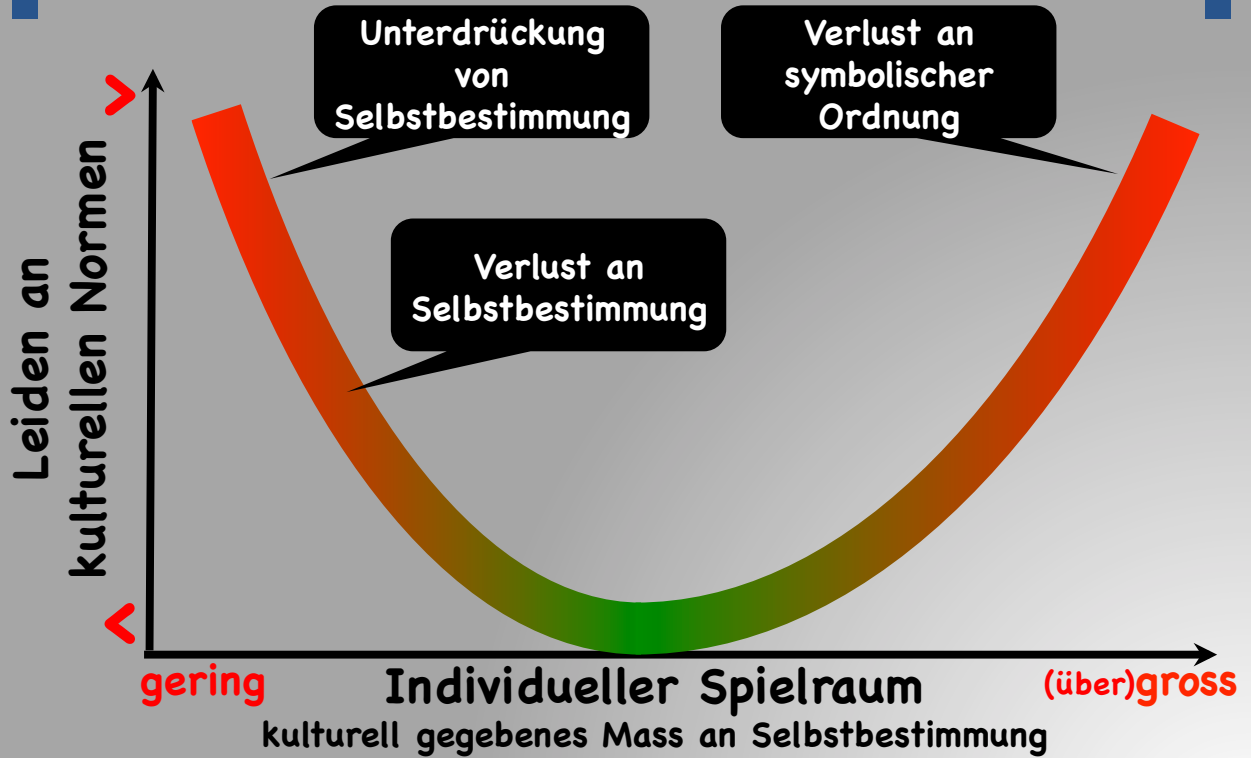 Unterdrückung
von
Selbstbestimmung
Verlust an
symbolischer
Ordnung
Verlust an
Selbstbestimmung
>
Leiden an
kulturellen Normen
<
gering
Individueller Spielraum
(über)gross
kulturell gegebenes Mass an Selbstbestimmung